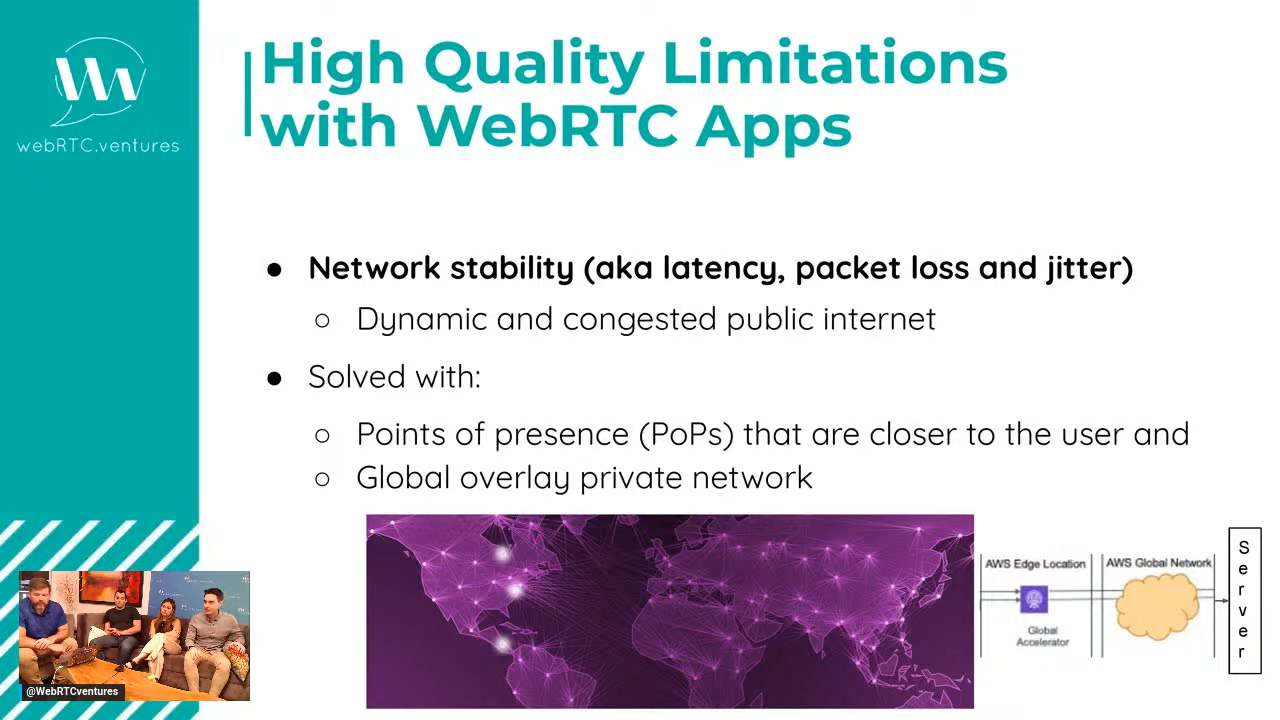 webRTC.ventures
High Quality Limitations
with WebRTC Apps
● Network stability (aka latency, packet loss and jitter)
○ Dynamic and congested public internet
● Solved with:
○ Points of presence (PoPs) that are closer to the user and
○ Global overlay private network
AWS Edge Location
AWS Global Network
Global
Accelerator
Server
@WebRTCventures